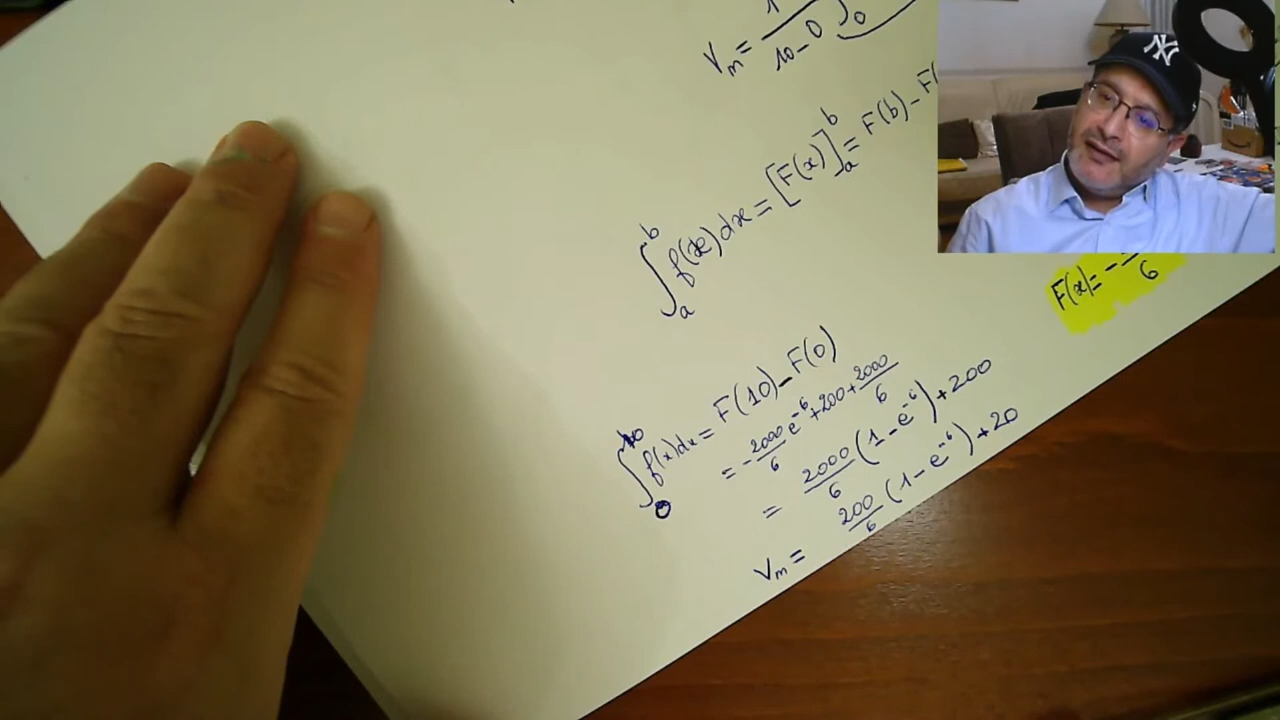 V_m = 1/(10-0) ∫_0
∫_a^b f(x)dx = [F(x)]_a^b = F(b) - F(
F(x) = - /6
∫_0^10 f(x)dx = F(10) - F(0)
= -2000/6 e^-6 + 200 + 2000/6
= 2000/6 (1 - e^-6) + 200
V_m = 200/6 (1 - e^-6) + 20
NY